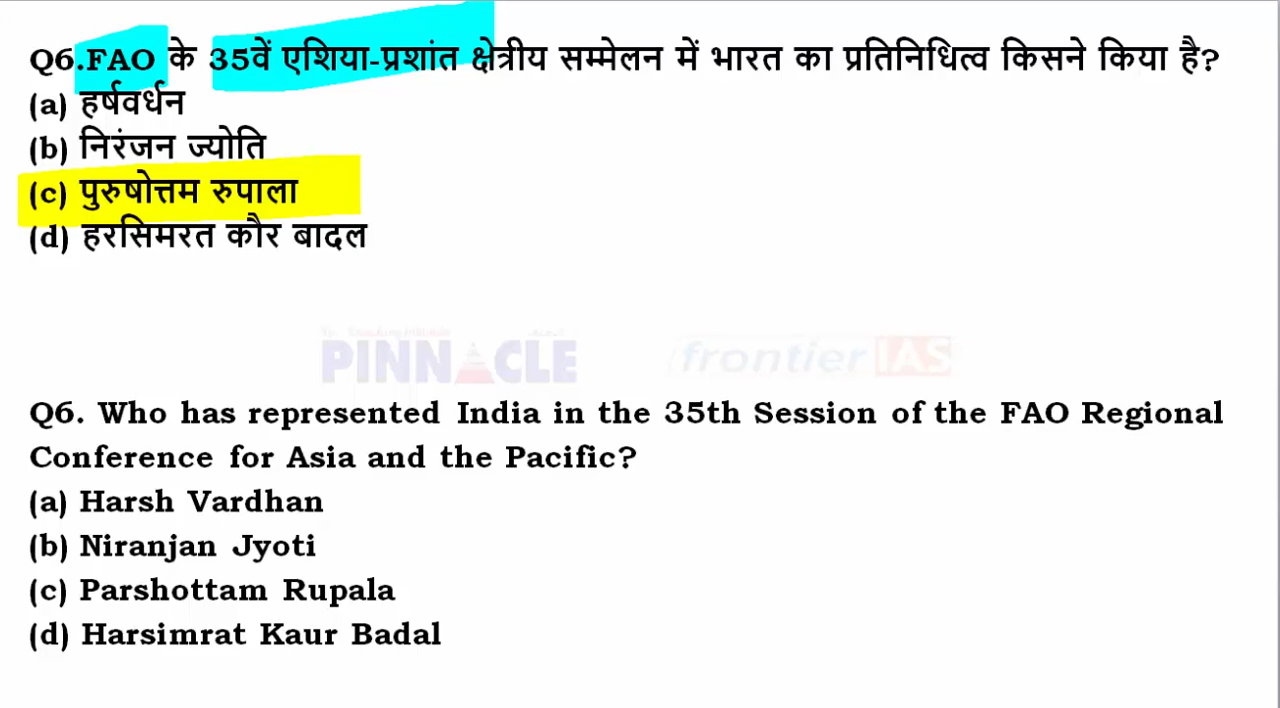 Q6.FAO के 35वें एशिया-प्रशांत क्षेत्रीय सम्मेलन में भारत का प्रतिनिधित्व किसने किया है?
(a) हर्षवर्धन
(b) निरंजन ज्योति
(c) पुरुषोत्तम रुपाला
(d) हरसिमरत कौर बादल
PINNACLE frontier IAS
Q6. Who has represented India in the 35th Session of the FAO Regional
Conference for Asia and the Pacific?
(a) Harsh Vardhan
(b) Niranjan Jyoti
(c) Parshottam Rupala
(d) Harsimrat Kaur Badal